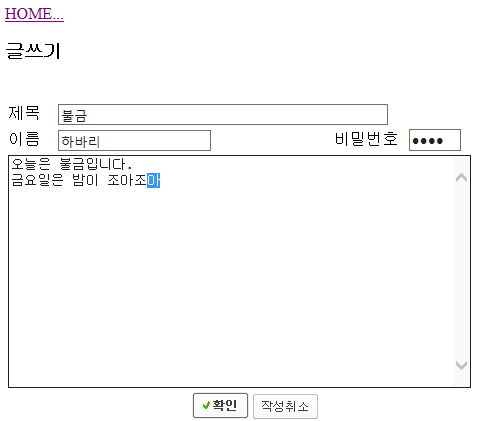 HOME...
글쓰기
제목 불금
이름 하바리 비밀번호 ●●●●
오늘은 불금입니다.
금요일은 밤이 조아조아
확인 작성취소